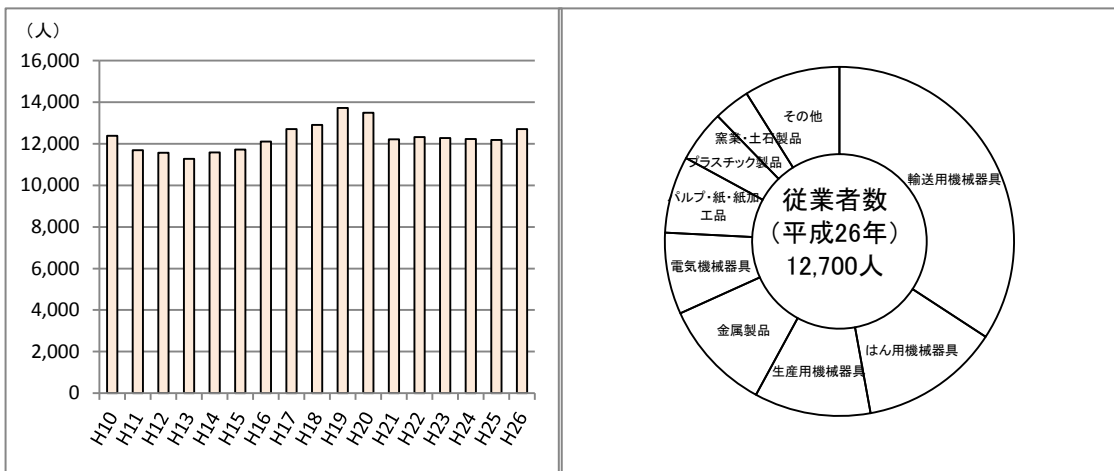 （人）
16,000
14,000
12,000
10,000
8,000
6,000
4,000
2,000
0
H10
H11
H12
H13
H14
H15
H16
H17
H18
H19
H20
H21
H22
H23
H24
H25
H26
その他
窯業・土石製品
プラスチック製品
パルプ・紙・紙加
工品
電気機械器具
金属製品
生産用機械器具
はん用機械器具
輸送用機械器具
従業者数
（平成26年）
12,700人